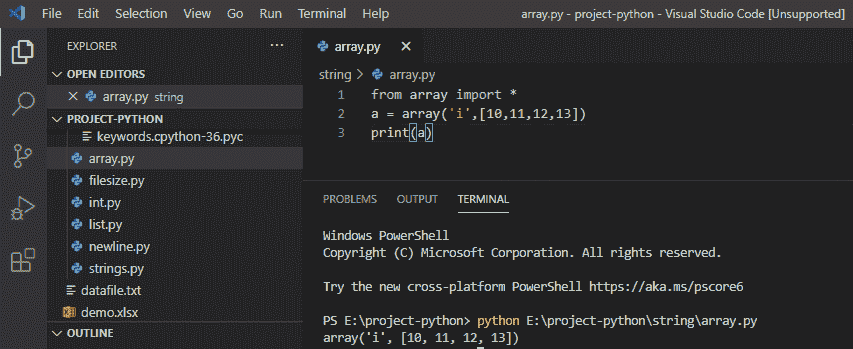 File Edit Selection View Go Run Terminal Help array.py - project-python - Visual Studio Code [Unsupported]
EXPLORER ...
OPEN EDITORS
array.py string
PROJECT-PYTHON
keywords.cpython-36.pyc
array.py
filesize.py
int.py
list.py
newline.py
strings.py
datafile.txt
demo.xlsx
OUTLINE
array.py
string > array.py
1 from array import *
2 a = array('i',[10,11,12,13])
3 print(a)
PROBLEMS OUTPUT TERMINAL
Windows PowerShell
Copyright (C) Microsoft Corporation. All rights reserved.
Try the new cross-platform PowerShell https://aka.ms/pscore6
PS E:\project-python> python E:\project-python\string\array.py
array('i', [10, 11, 12, 13])